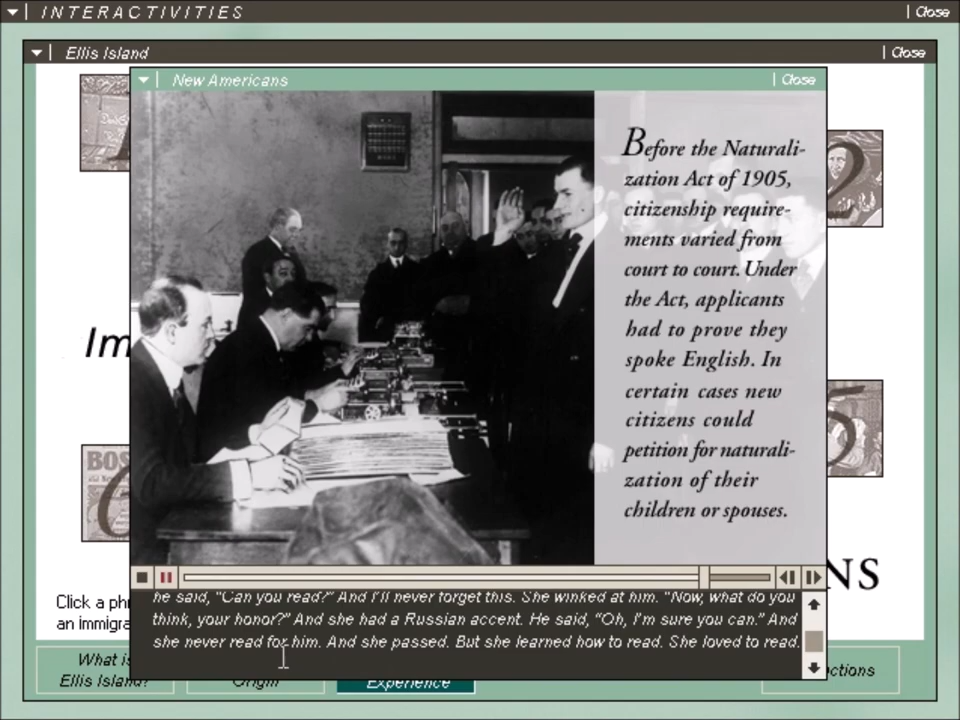 INTERACTIVITIES
Close
Ellis Island
Close
New Americans
Close
2
Before the Naturali-
zation Act of 1905,
citizenship require-
ments varied from
court to court. Under
the Act, applicants
had to prove they
spoke English. In
certain cases new
citizens could
petition for naturali-
zation of their
children or spouses.
Im
5
BOS
6
NS
Click a ph
an immigra
he said, "Can you read?" And I'll never forget this. She winked at him. "Now, what do you
think, your honor?" And she had a Russian accent. He said, "Oh, I'm sure you can." And
she never read for him. And she passed. But she learned how to read. She loved to read.
What is
Ellis Island?
Origin
Experience
ctions